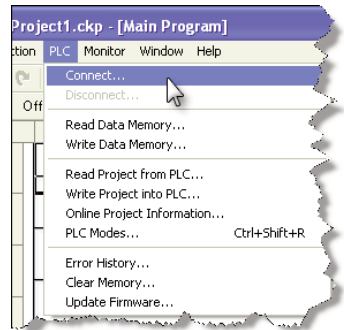 Project1.ckp - [Main Program]
PLC Monitor Window Help
Connect...
Disconnect...
Off
Read Data Memory...
Write Data Memory...
Read Project from PLC...
Write Project into PLC...
Online Project Information...
PLC Modes... Ctrl+Shift+R
Error History...
Clear Memory...
Update Firmware...